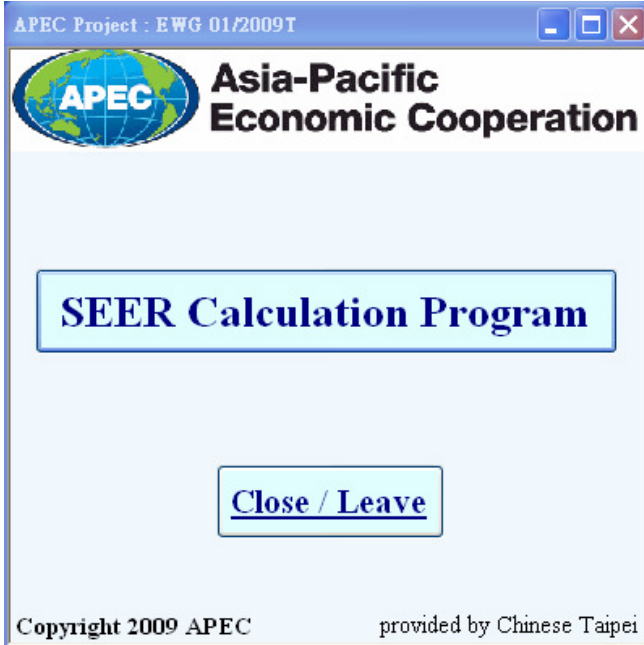 APEC Project : EWG 01/2009T
APEC
Asia-Pacific
Economic Cooperation
SEER Calculation Program
Close / Leave
Copyright 2009 APEC
provided by Chinese Taipei